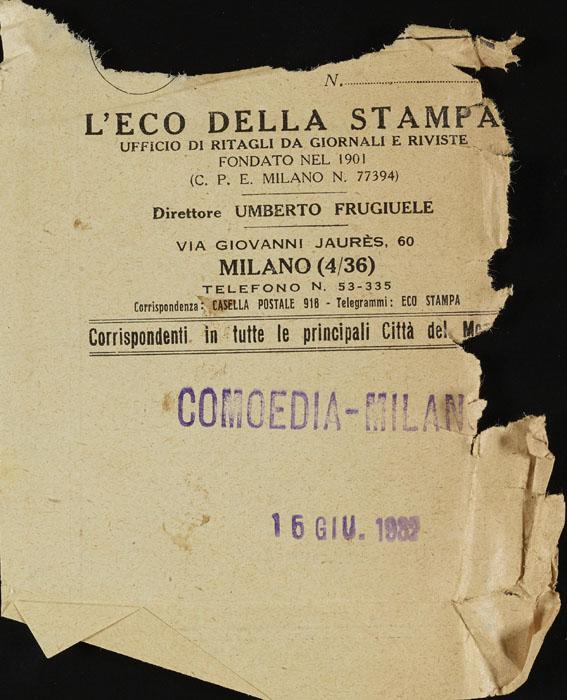 N.
L'ECO DELLA STAMPA
UFFICIO DI RITAGLI DA GIORNALI E RIVISTE
FONDATO NEL 1901
(C. P. E. MILANO N. 77394)
Direttore UMBERTO FRUGIUELE
VIA GIOVANNI JAURÈS, 60
MILANO (4/36)
TELEFONO N. 53-335
Corrispondenza: CASELLA POSTALE 918 - Telegrammi: ECO STAMPA
Corrispondenti in tutte le principali Città del
COMOEDIA-MILAN
15 GIU. 1932